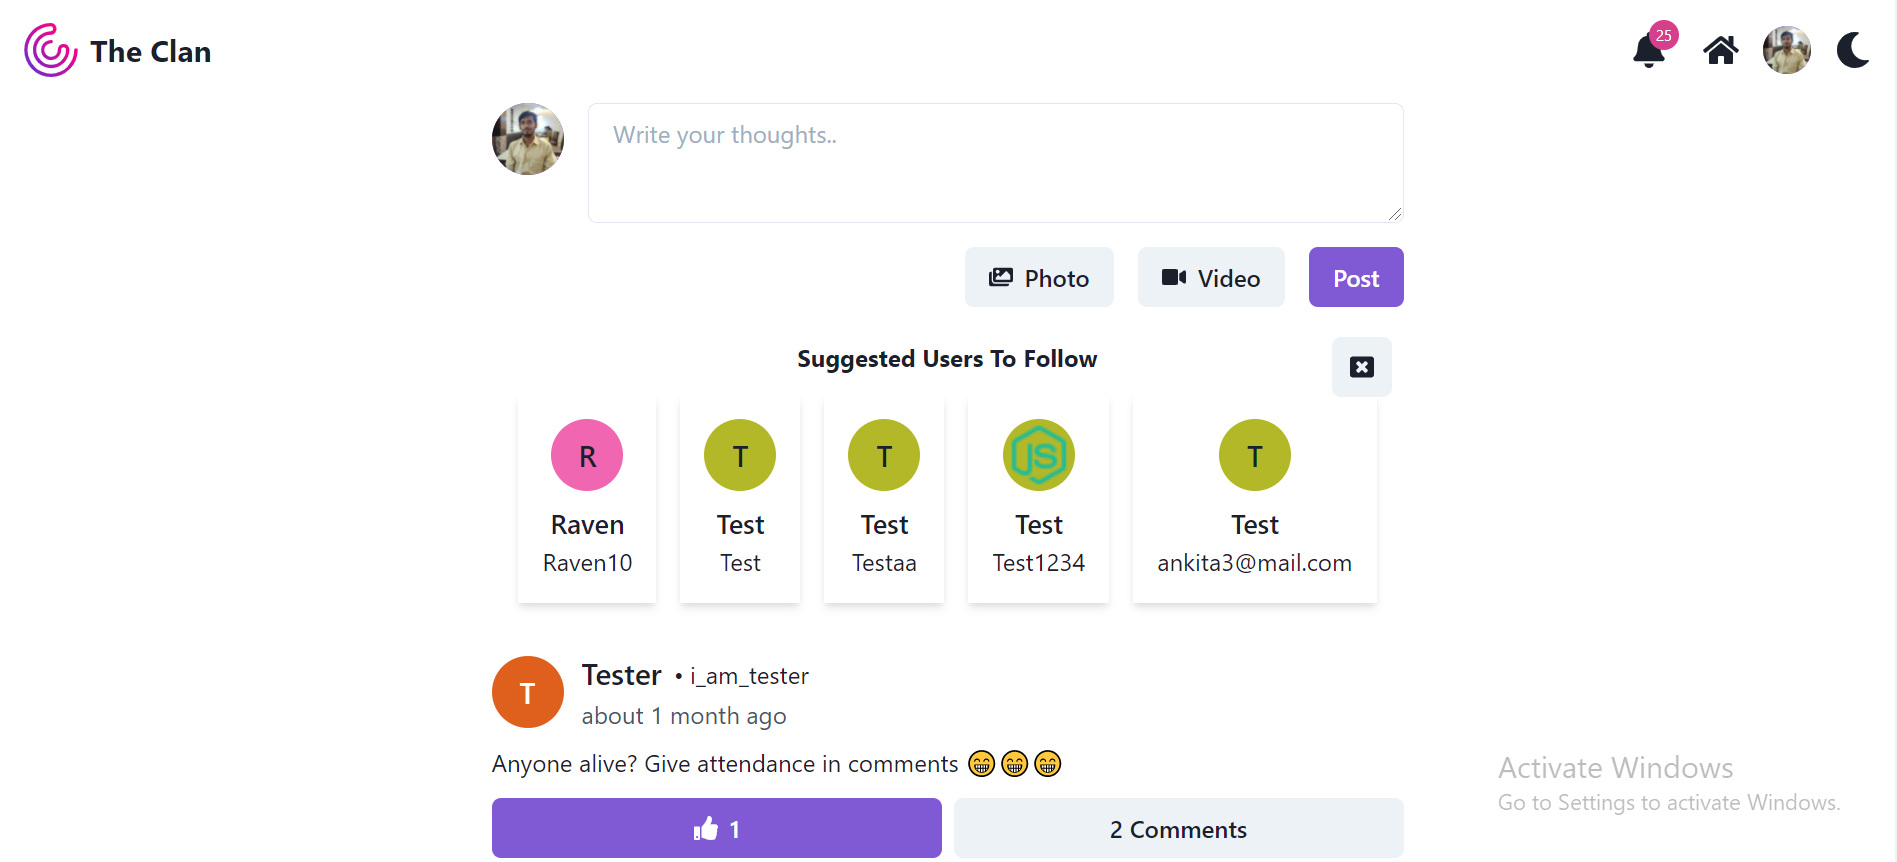 The Clan
25
Write your thoughts..
Photo
Video
Post
Suggested Users To Follow
R
T
T
JS
T
Raven
Test
Test
Test
Test
Raven10
Test
Testaa
Test1234
ankita3@mail.com
T
Tester • i_am_tester
about 1 month ago
Anyone alive? Give attendance in comments 😁😁😁
1
2 Comments
Activate Windows
Go to Settings to activate Windows.